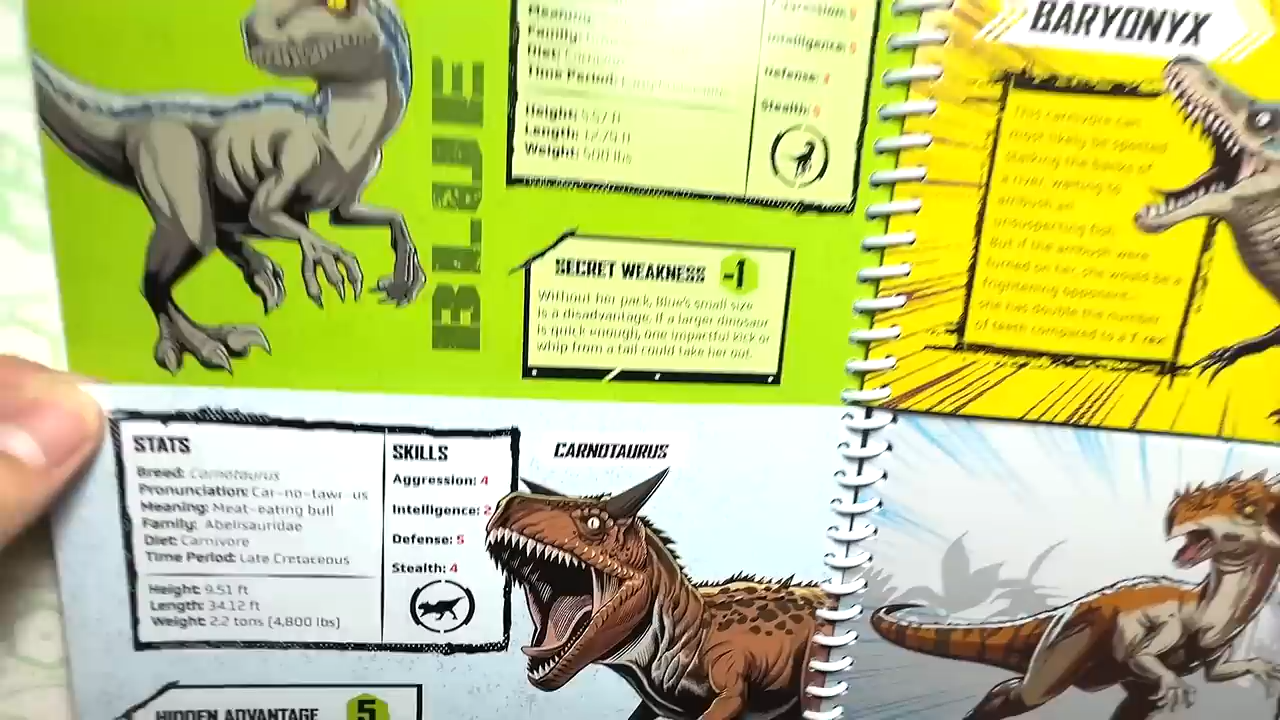 BLUE
Meaning:
Family:
Diet:
Time Period:
Height: 5.57 ft
Length: 12.79 ft
Weight: 500 lbs
Intelligence:
Defense:
Stealth:
SECRET WEAKNESS -1
Without her pack, Blue's small size
is a disadvantage. If a larger dinosaur
is quick enough, one impactful kick or
whip from a tail could take her out.
BARYONYX
This carnivore can
most likely be spotted
stalking the banks of
a river, waiting to
ambush an
unsuspecting fish.
But if the ambush were
turned on her, she would be a
frightening opponent...
she has double the number
of teeth compared to a T. rex!
STATS
Breed: Carnotaurus
Pronunciation: Car-no-tawr-us
Meaning: Meat-eating bull
Family: Abelisauridae
Diet: Carnivore
Time Period: Late Cretaceous
Height: 9.51 ft
Length: 34.12 ft
Weight: 2.2 tons (4,800 lbs)
SKILLS
Aggression: 4
Intelligence: 2
Defense: 5
Stealth: 4
CARNOTAURUS
HIDDEN ADVANTAGE 5